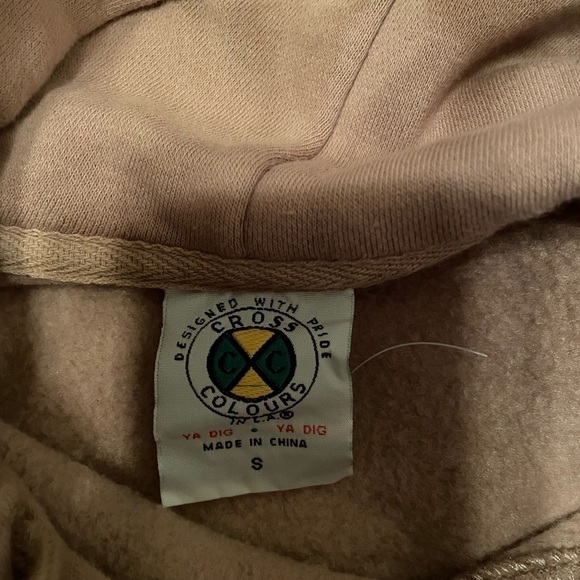 DESIGNED WITH PRIDE
CROSS
C C
COLOURS
IN L.A.®
YA DIG • YA DIG
MADE IN CHINA
S